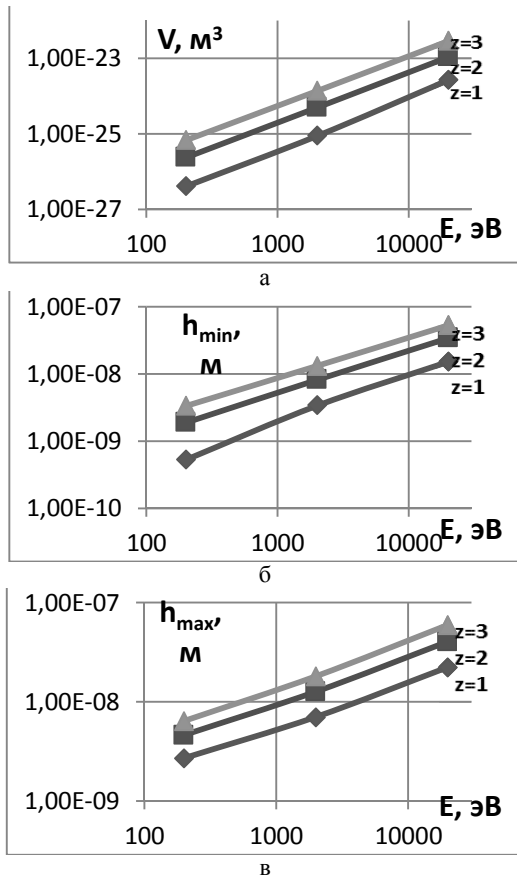 V, м³
1,00E-23
z=3
z=2
z=1
1,00E-25
1,00E-27
100
1000
10000
E, эВ
а
1,00E-07
h_min,
м
z=3
1,00E-08
z=2
z=1
1,00E-09
1,00E-10
100
1000
10000
E, эВ
б
1,00E-07
h_max,
м
z=3
z=2
1,00E-08
z=1
1,00E-09
100
1000
10000
E, эВ
в